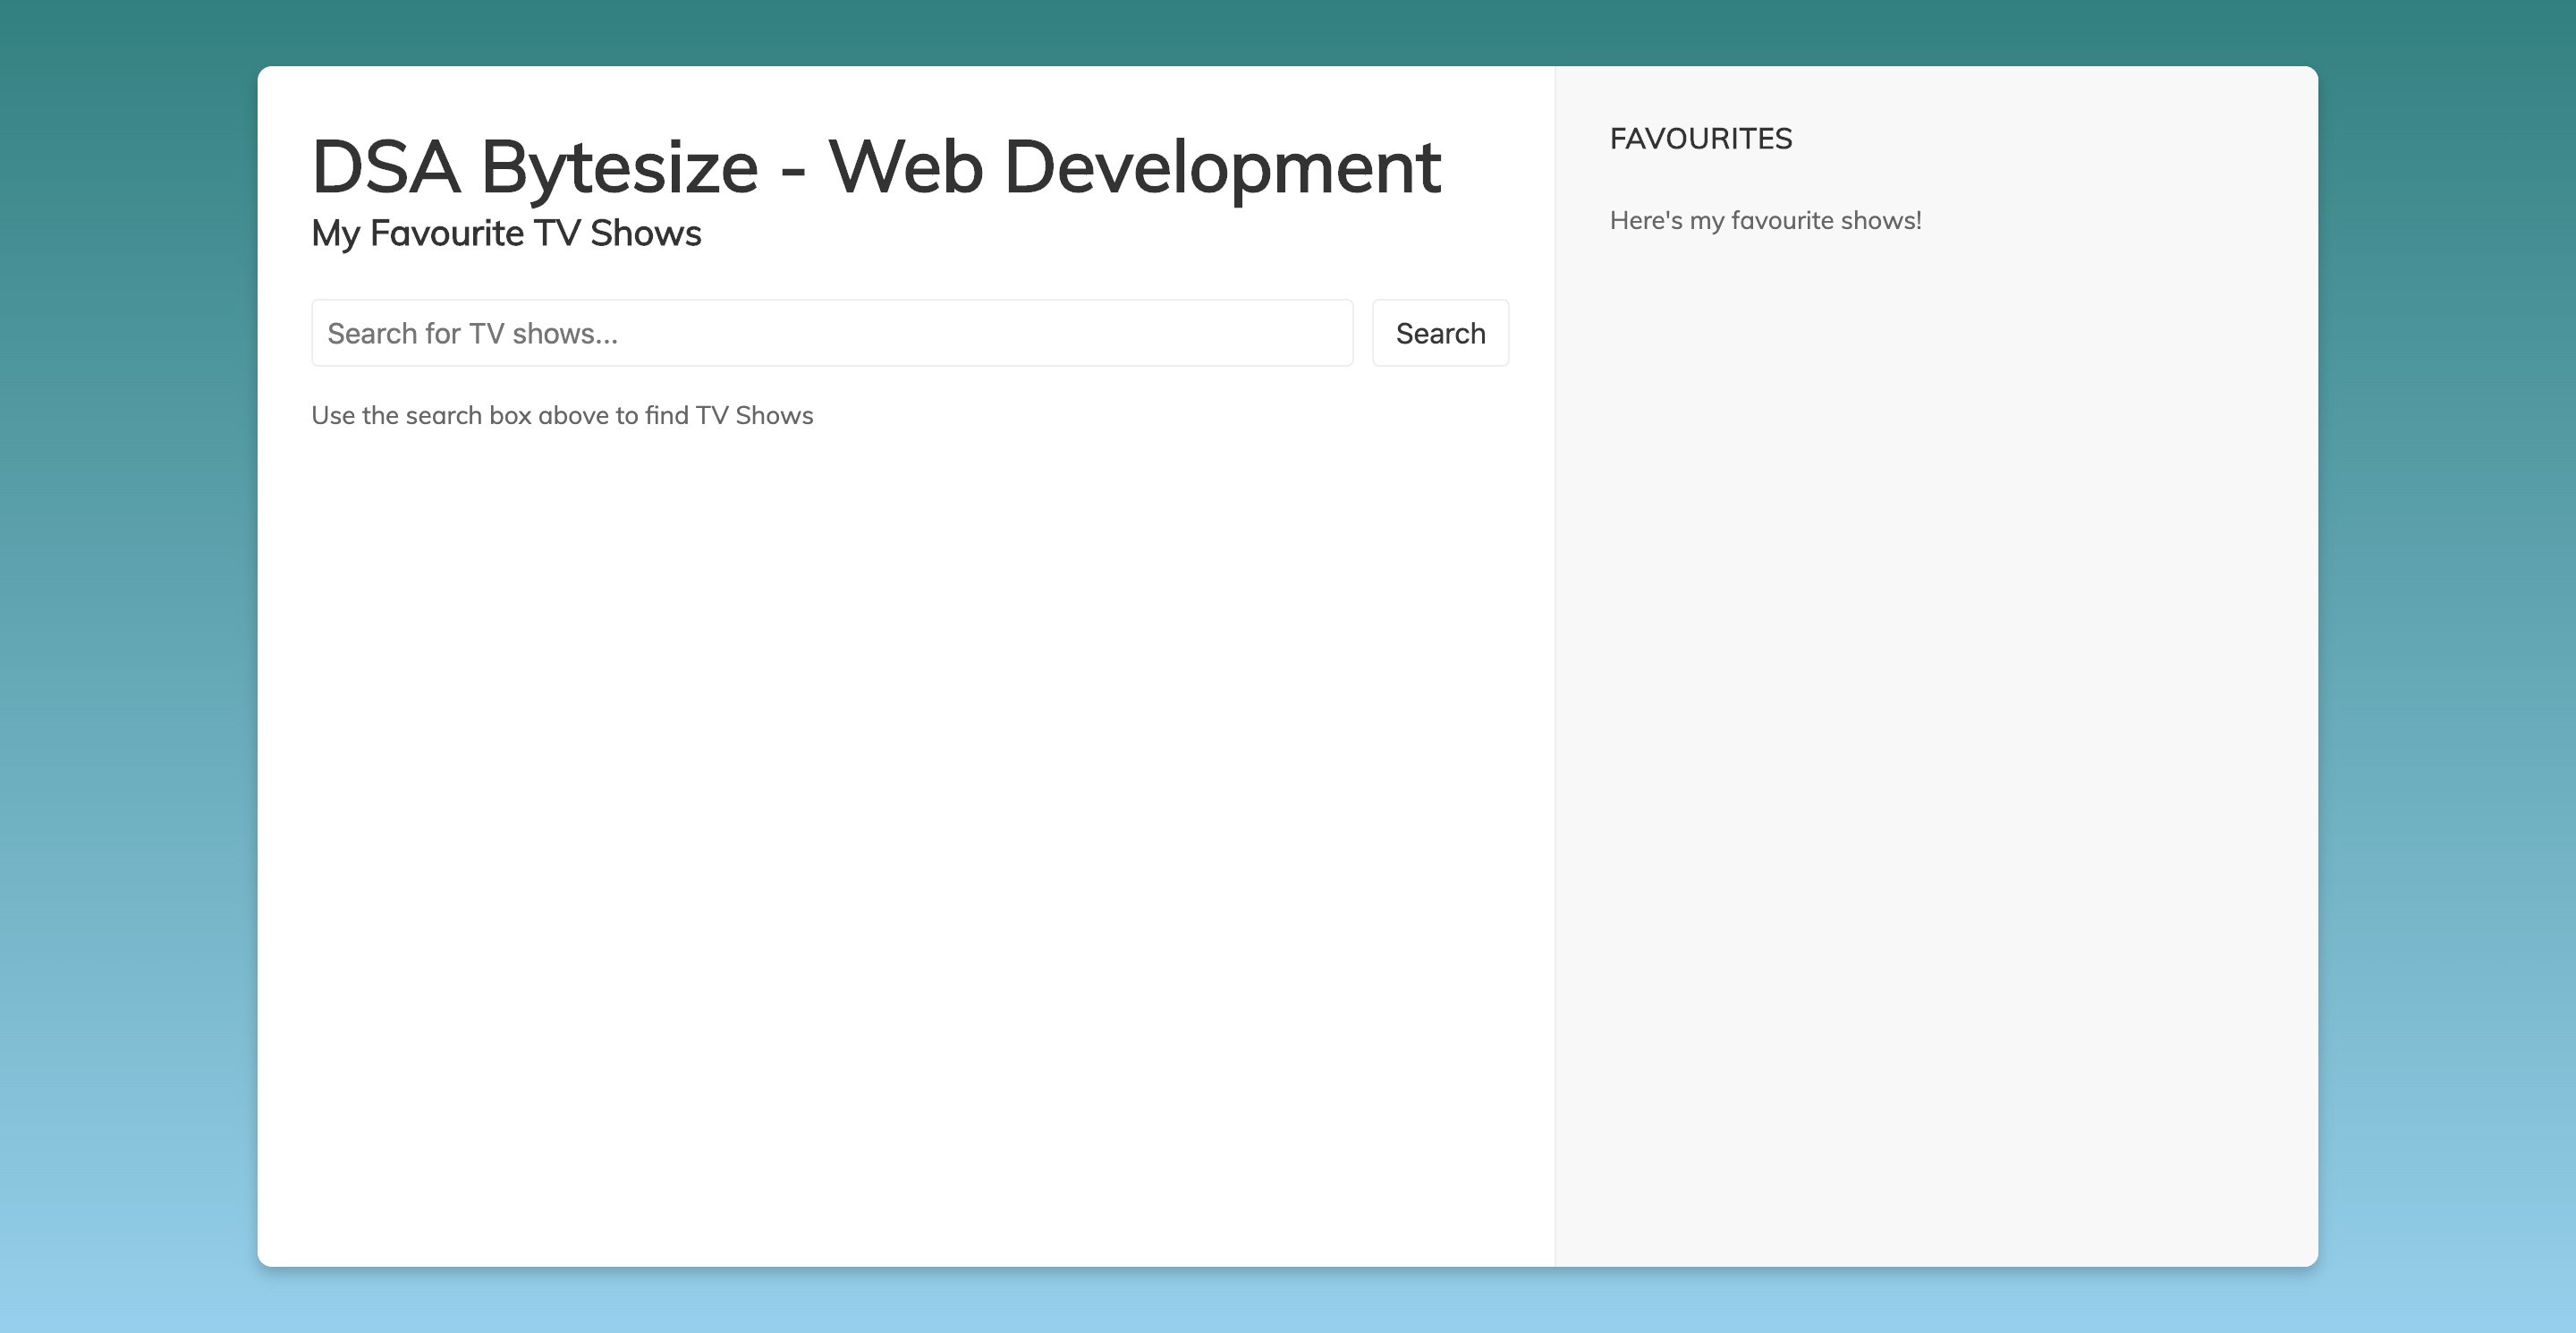 DSA Bytesize - Web Development
My Favourite TV Shows
Search for TV shows...
Search
Use the search box above to find TV Shows
FAVOURITES
Here's my favourite shows!